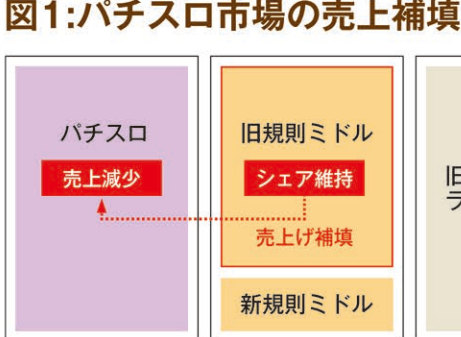 図1:パチスロ市場の売上補填
パチスロ
売上減少
旧規則ミドル
シェア維持
売上げ補填
新規則ミドル
旧
ラ